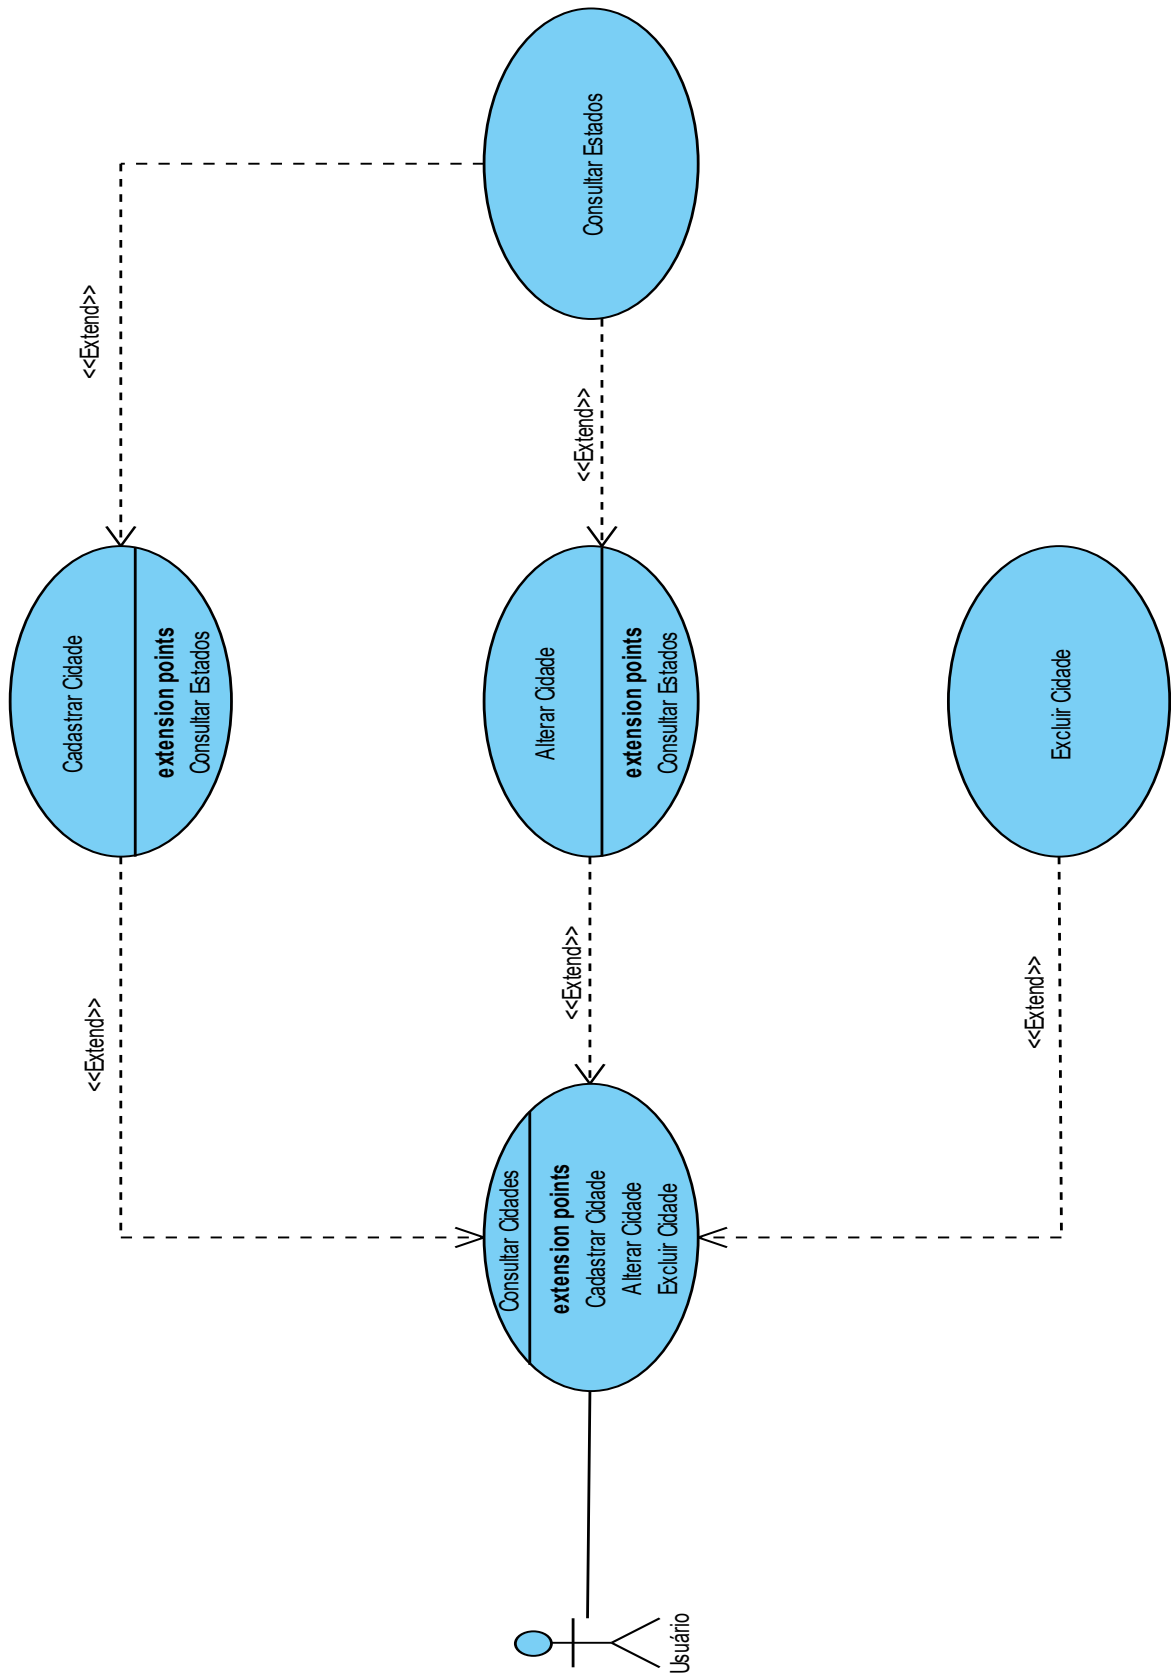 Usuário
Consultar Cidades
extension points
Cadastrar Cidade
Alterar Cidade
Excluir Cidade
<<Extend>>
<<Extend>>
<<Extend>>
Cadastrar Cidade
extension points
Consultar Estados
Alterar Cidade
extension points
Consultar Estados
Excluir Cidade
<<Extend>>
<<Extend>>
Consultar Estados